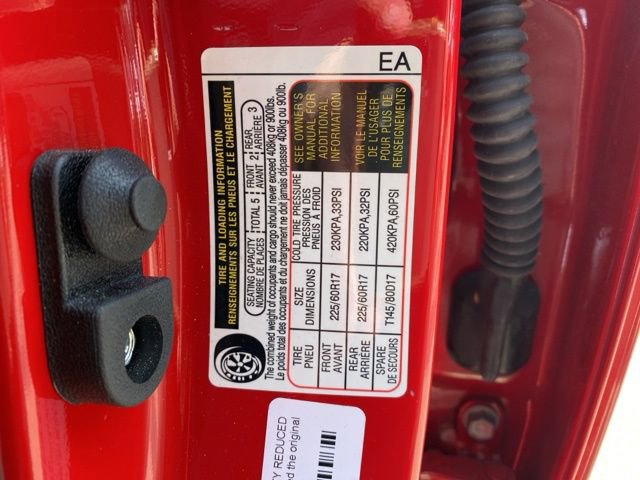 EA
TIRE AND LOADING INFORMATION
RENSEIGNEMENTS SUR LES PNEUS ET LE CHARGEMENT
SEATING CAPACITY
NOMBRE DE PLACES
TOTAL 5
FRONT 2
AVANT
REAR 3
ARRIÈRE
The combined weight of occupants and cargo should never exceed 408kg or 900lbs.
Le poids total des occupants et du chargement ne doit jamais dépasser 408kg ou 900lb.
TIRE
PNEU
SIZE
DIMENSIONS
COLD TIRE PRESSURE
PRESSION DES
PNEUS À FROID
SEE OWNER'S
MANUAL FOR
ADDITIONAL
INFORMATION
FRONT
AVANT
225/60R17
230KPA,33PSI
REAR
ARRIÈRE
225/60R17
220KPA,32PSI
VOIR LE MANUEL
DE L'USAGER
POUR PLUS DE
RENSEIGNEMENTS
SPARE
DE SECOURS
T145/80D17
420KPA,60PSI
Y REDUCED
d the original